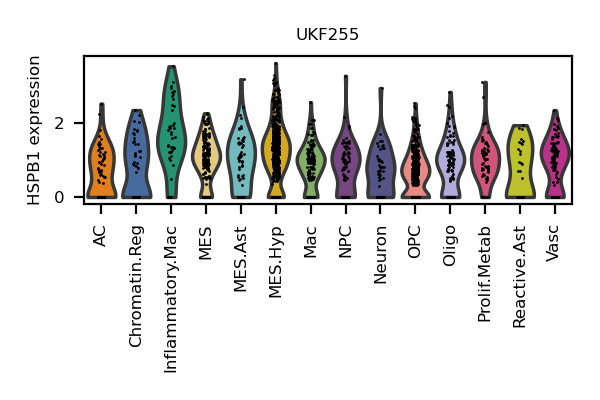 UKF255
HSPB1 expression
2
0
AC
Chromatin.Reg
Inflammatory.Mac
MES
MES.Ast
MES.Hyp
Mac
NPC
Neuron
OPC
Oligo
Prolif.Metab
Reactive.Ast
Vasc